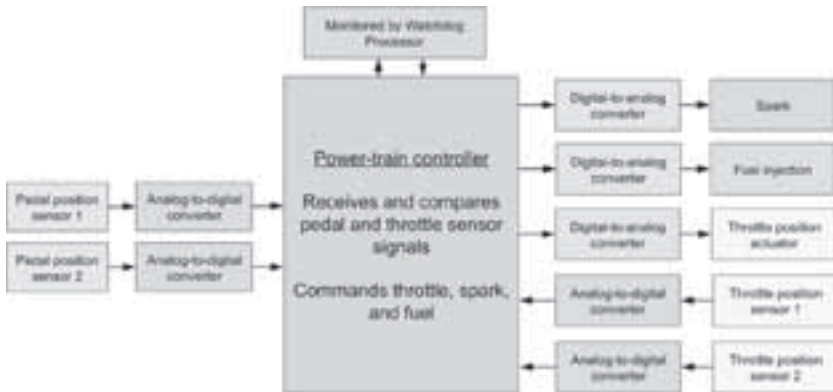 Monitored by Watchdog
Processor
Power-train controller
Receives and compares
pedal and throttle sensor
signals
Commands throttle, spark,
and fuel
Pedal position
sensor 1
Analog-to-digital
converter
Pedal position
sensor 2
Analog-to-digital
converter
Digital-to-analog
converter
Spark
Digital-to-analog
converter
Fuel injection
Digital-to-analog
converter
Throttle position
actuator
Analog-to-digital
converter
Throttle position
sensor 1
Analog-to-digital
converter
Throttle position
sensor 2